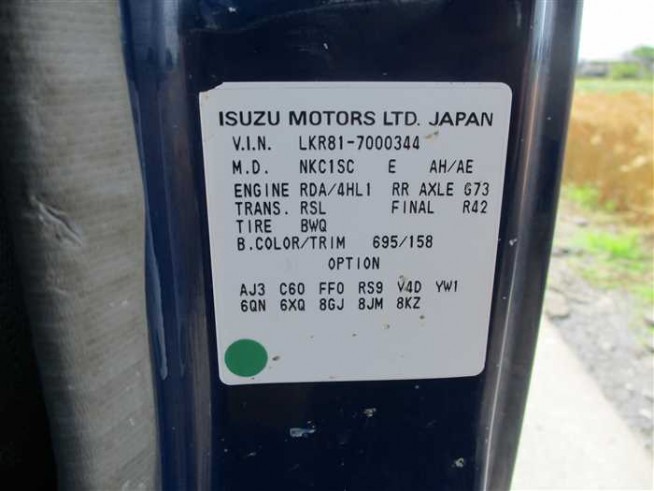 ISUZU MOTORS LTD. JAPAN
V.I.N. LKR81-7000344
M.D. NKC1SC E AH/AE
ENGINE RDA/4HL1 RR AXLE G73
TRANS. RSL FINAL R42
TIRE BWQ
B.COLOR/TRIM 695/158
OPTION
AJ3 C60 FF0 RS9 V4D YW1
6QN 6XQ 8GJ 8JM 8KZ